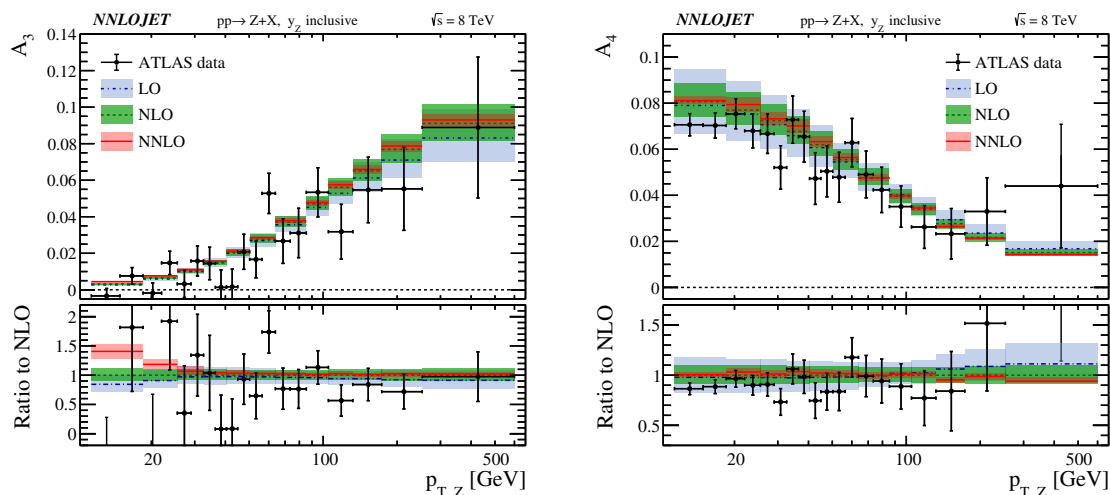 NNLOJET pp→ Z+X, y_Z inclusive √s = 8 TeV
A_3
0.14
0.12
0.1
0.08
0.06
0.04
0.02
0
ATLAS data
LO
NLO
NNLO
Ratio to NLO
2
1.5
1
0.5
0
20 100 500
p_T,Z [GeV]
NNLOJET pp→ Z+X, y_Z inclusive √s = 8 TeV
A_4
0.1
0.08
0.06
0.04
0.02
0
ATLAS data
LO
NLO
NNLO
Ratio to NLO
1.5
1
0.5
20 100 500
p_T,Z [GeV]